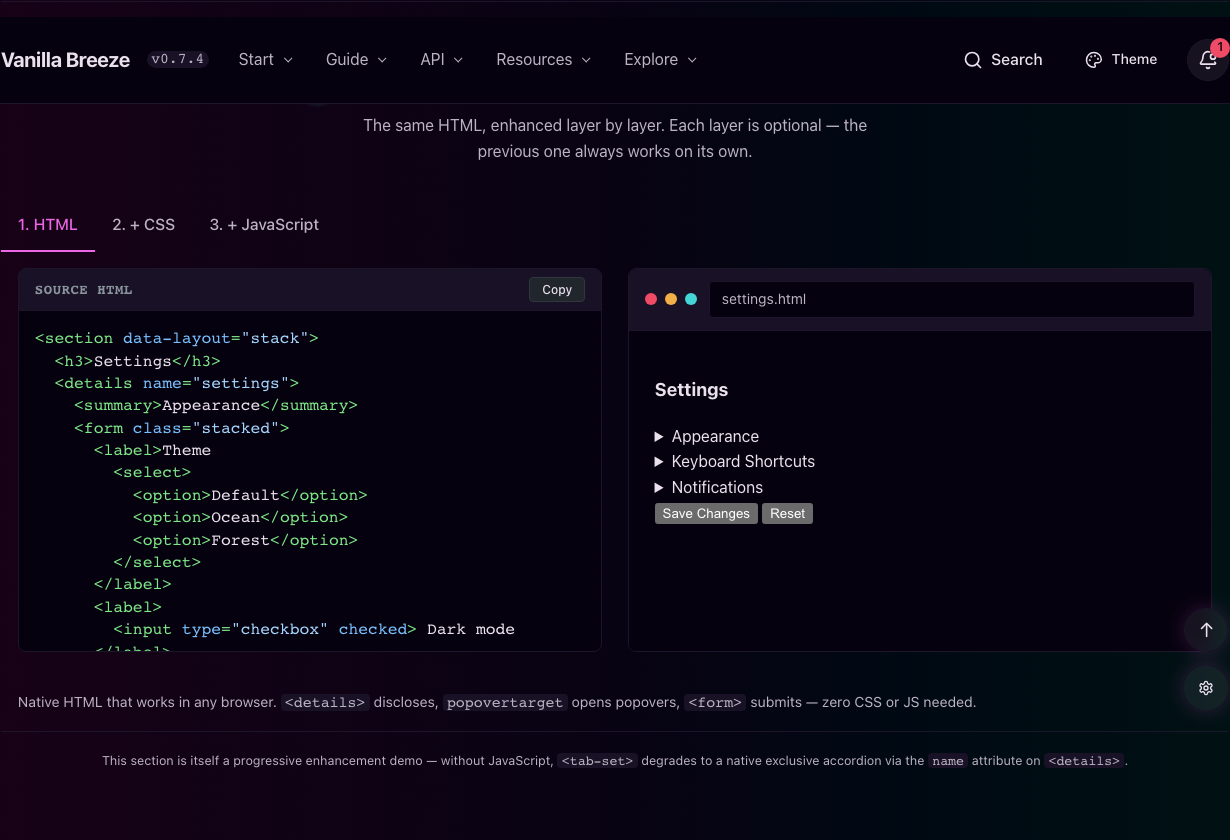 Vanilla Breeze v0.7.4 Start Guide API Resources Explore Search Theme 1
The same HTML, enhanced layer by layer. Each layer is optional — the
previous one always works on its own.
1. HTML 2. + CSS 3. + JavaScript
SOURCE HTML Copy
<section data-layout="stack">
  <h3>Settings</h3>
  <details name="settings">
    <summary>Appearance</summary>
    <form class="stacked">
      <label>Theme
        <select>
          <option>Default</option>
          <option>Ocean</option>
          <option>Forest</option>
        </select>
      </label>
      <label>
        <input type="checkbox" checked> Dark mode
      </label>
settings.html
Settings
Appearance
Keyboard Shortcuts
Notifications
Save Changes Reset
Native HTML that works in any browser. <details> discloses, popovertarget opens popovers, <form> submits — zero CSS or JS needed.
This section is itself a progressive enhancement demo — without JavaScript, <tab-set> degrades to a native exclusive accordion via the name attribute on <details>.